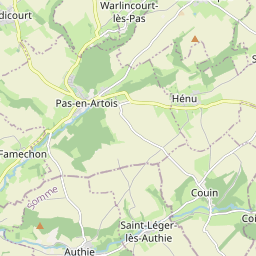 Warlincourt-
lès-Pas
dicourt
Pas-en-Artois
Hénu
Famechon
Somme
Couin
Saint-Léger
lès-Authie
Authie